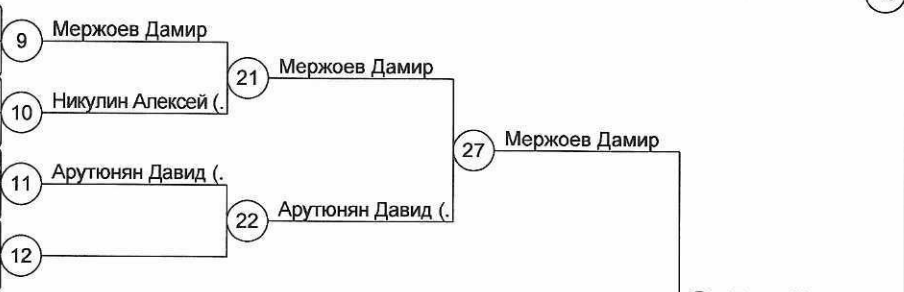 9 Мержоев Дамир
21 Мержоев Дамир
10 Никулин Алексей (.
27 Мержоев Дамир
11 Арутюнян Давид (.
22 Арутюнян Давид (.
12